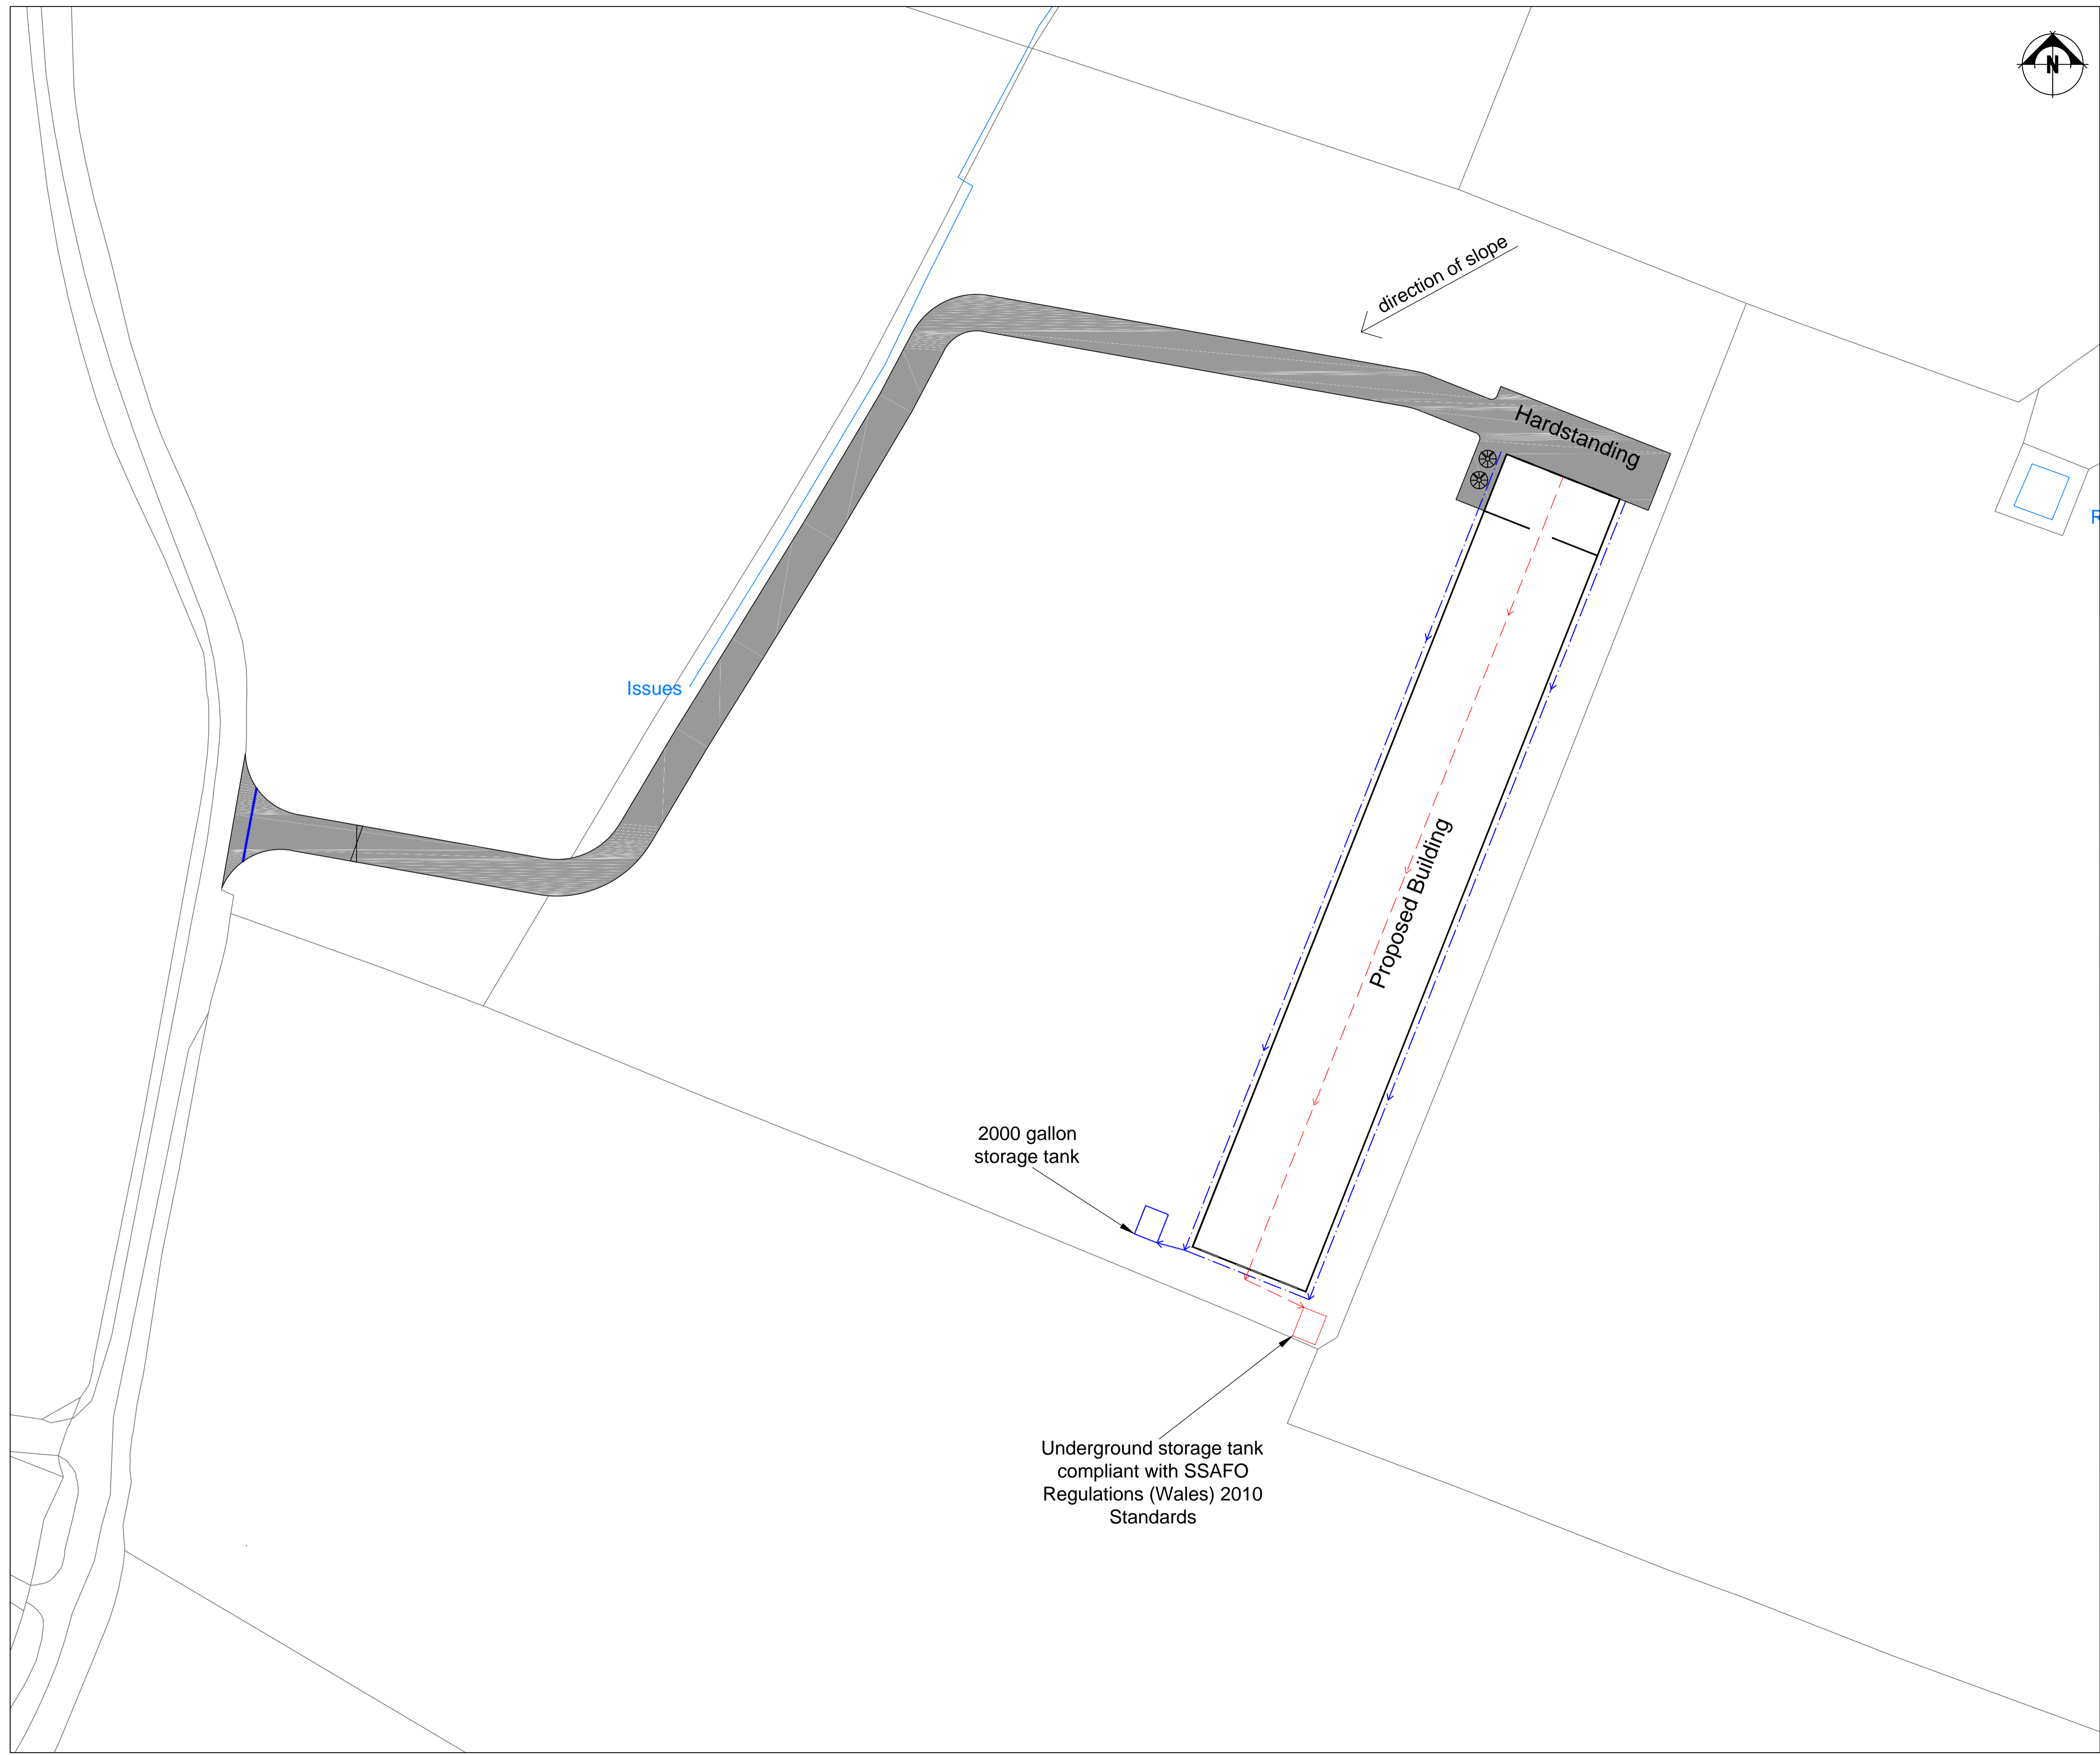 N
direction of slope
Hardstanding
R
Issues
Proposed Building
2000 gallon
storage tank
Underground storage tank
compliant with SSAFO
Regulations (Wales) 2010
Standards